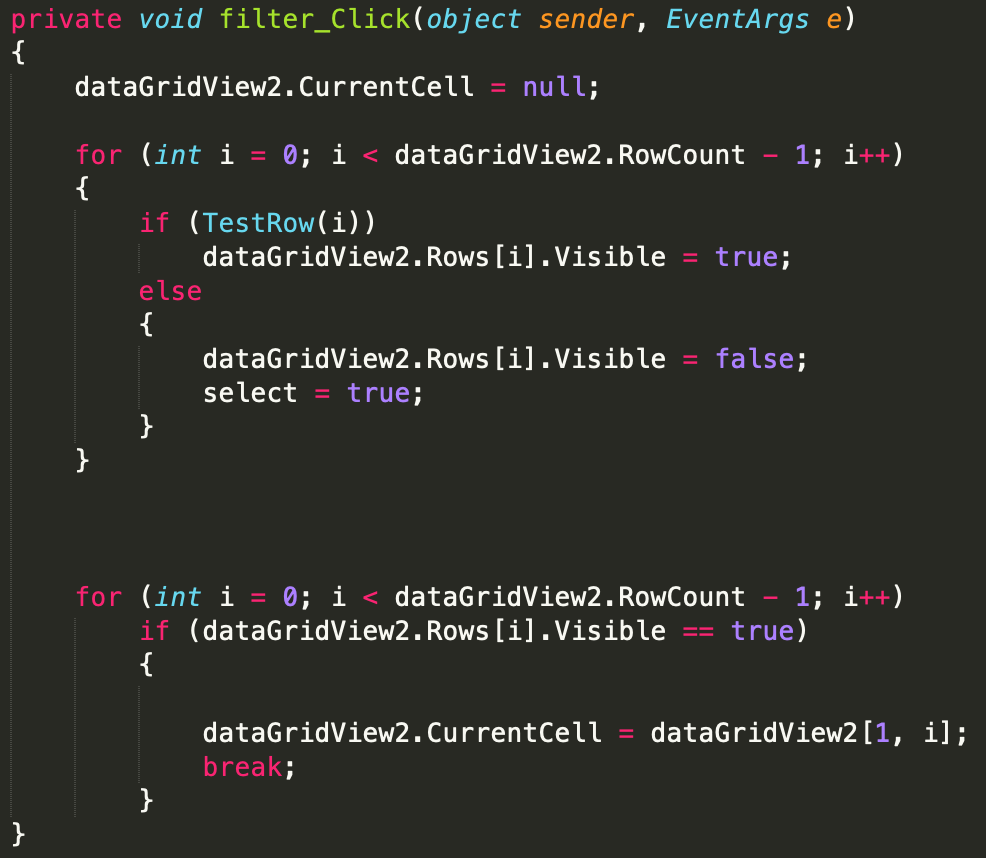 private void filter_Click(object sender, EventArgs e)
{
    dataGridView2.CurrentCell = null;

    for (int i = 0; i < dataGridView2.RowCount - 1; i++)
    {
        if (TestRow(i))
            dataGridView2.Rows[i].Visible = true;
        else
        {
            dataGridView2.Rows[i].Visible = false;
            select = true;
        }
    }

    for (int i = 0; i < dataGridView2.RowCount - 1; i++)
        if (dataGridView2.Rows[i].Visible == true)
        {

            dataGridView2.CurrentCell = dataGridView2[1, i];
            break;
        }
}